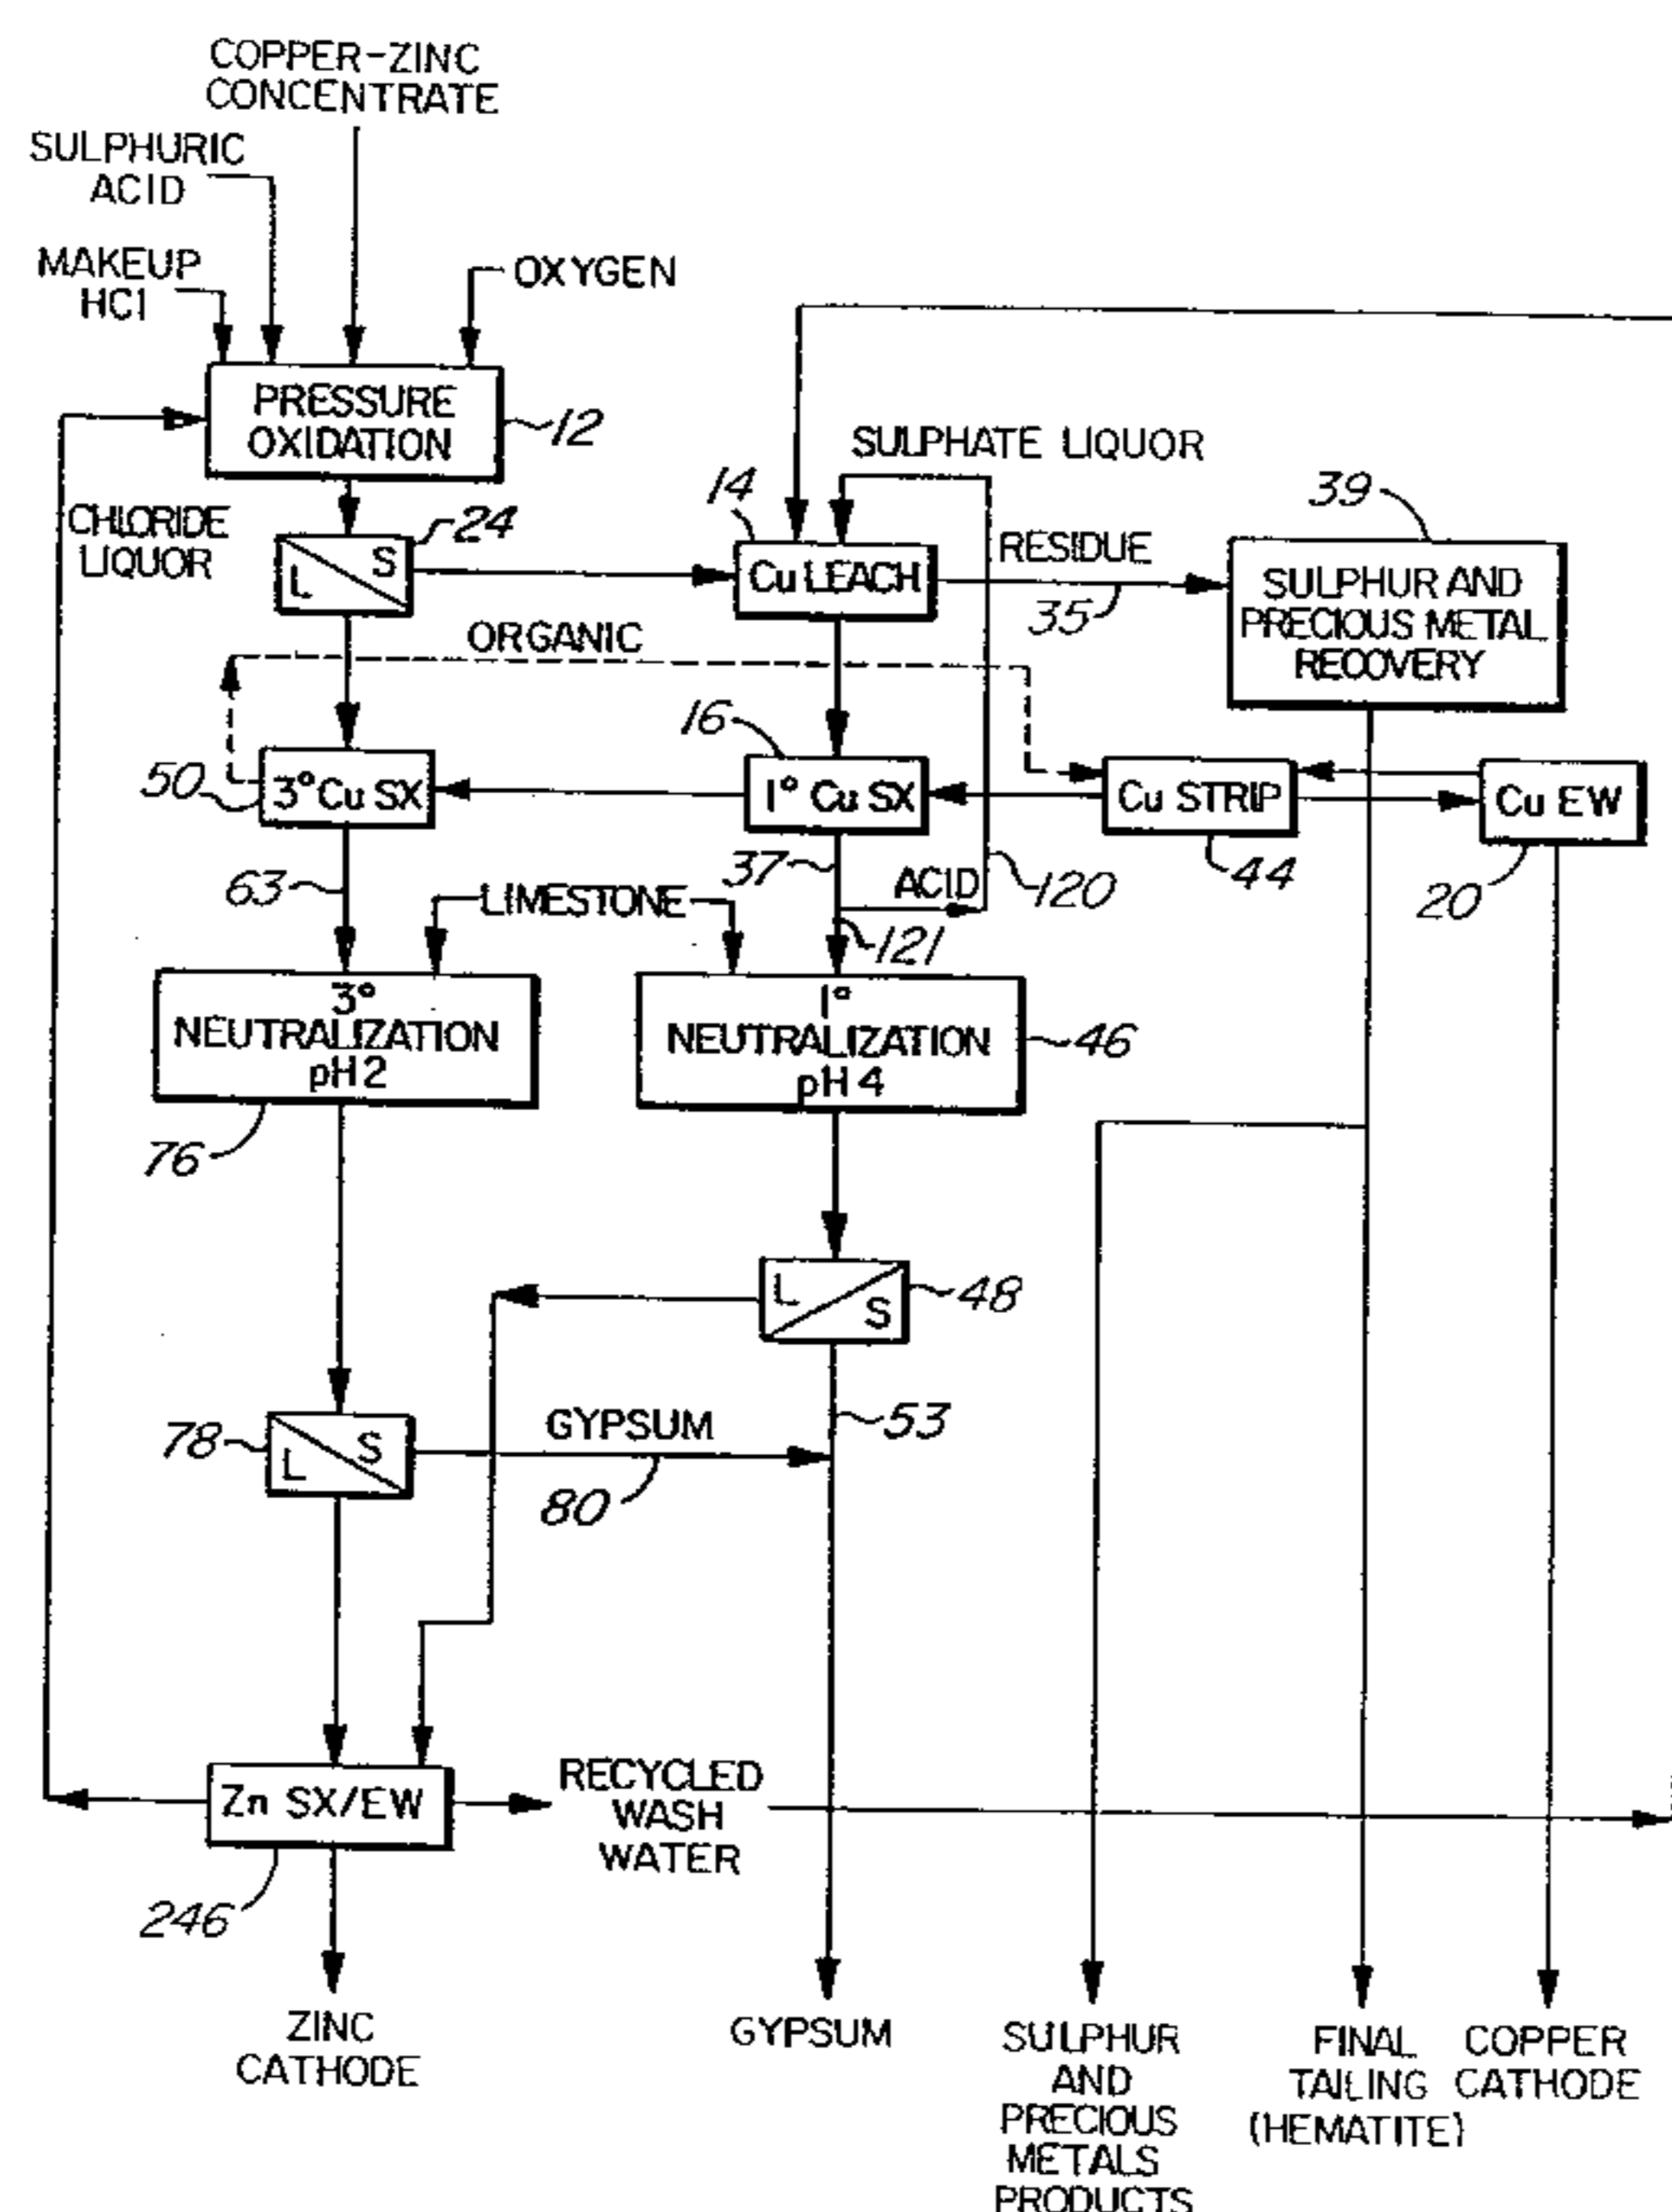 COPPER-ZINC
CONCENTRATE
SULPHURIC
ACID
MAKEUP
HCl
OXYGEN
PRESSURE
OXIDATION
12
SULPHATE LIQUOR
14
39
CHLORIDE
LIQUOR
24
L
S
Cu LEACH
RESIDUE
35
SULPHUR AND
PRECIOUS METAL
RECOVERY
ORGANIC
16
50
3° Cu SX
1° Cu SX
Cu STRIP
Cu EW
37
ACID
120
44
20
63
LIMESTONE
121
3°
NEUTRALIZATION
pH 2
1°
NEUTRALIZATION
pH 4
46
76
L
S
48
78
L
S
GYPSUM
53
80
Zn SX/EW
RECYCLED
WASH
WATER
246
ZINC
CATHODE
GYPSUM
SULPHUR
AND
PRECIOUS
METALS
PRODUCTS
FINAL
TAILING
(HEMATITE)
COPPER
CATHODE